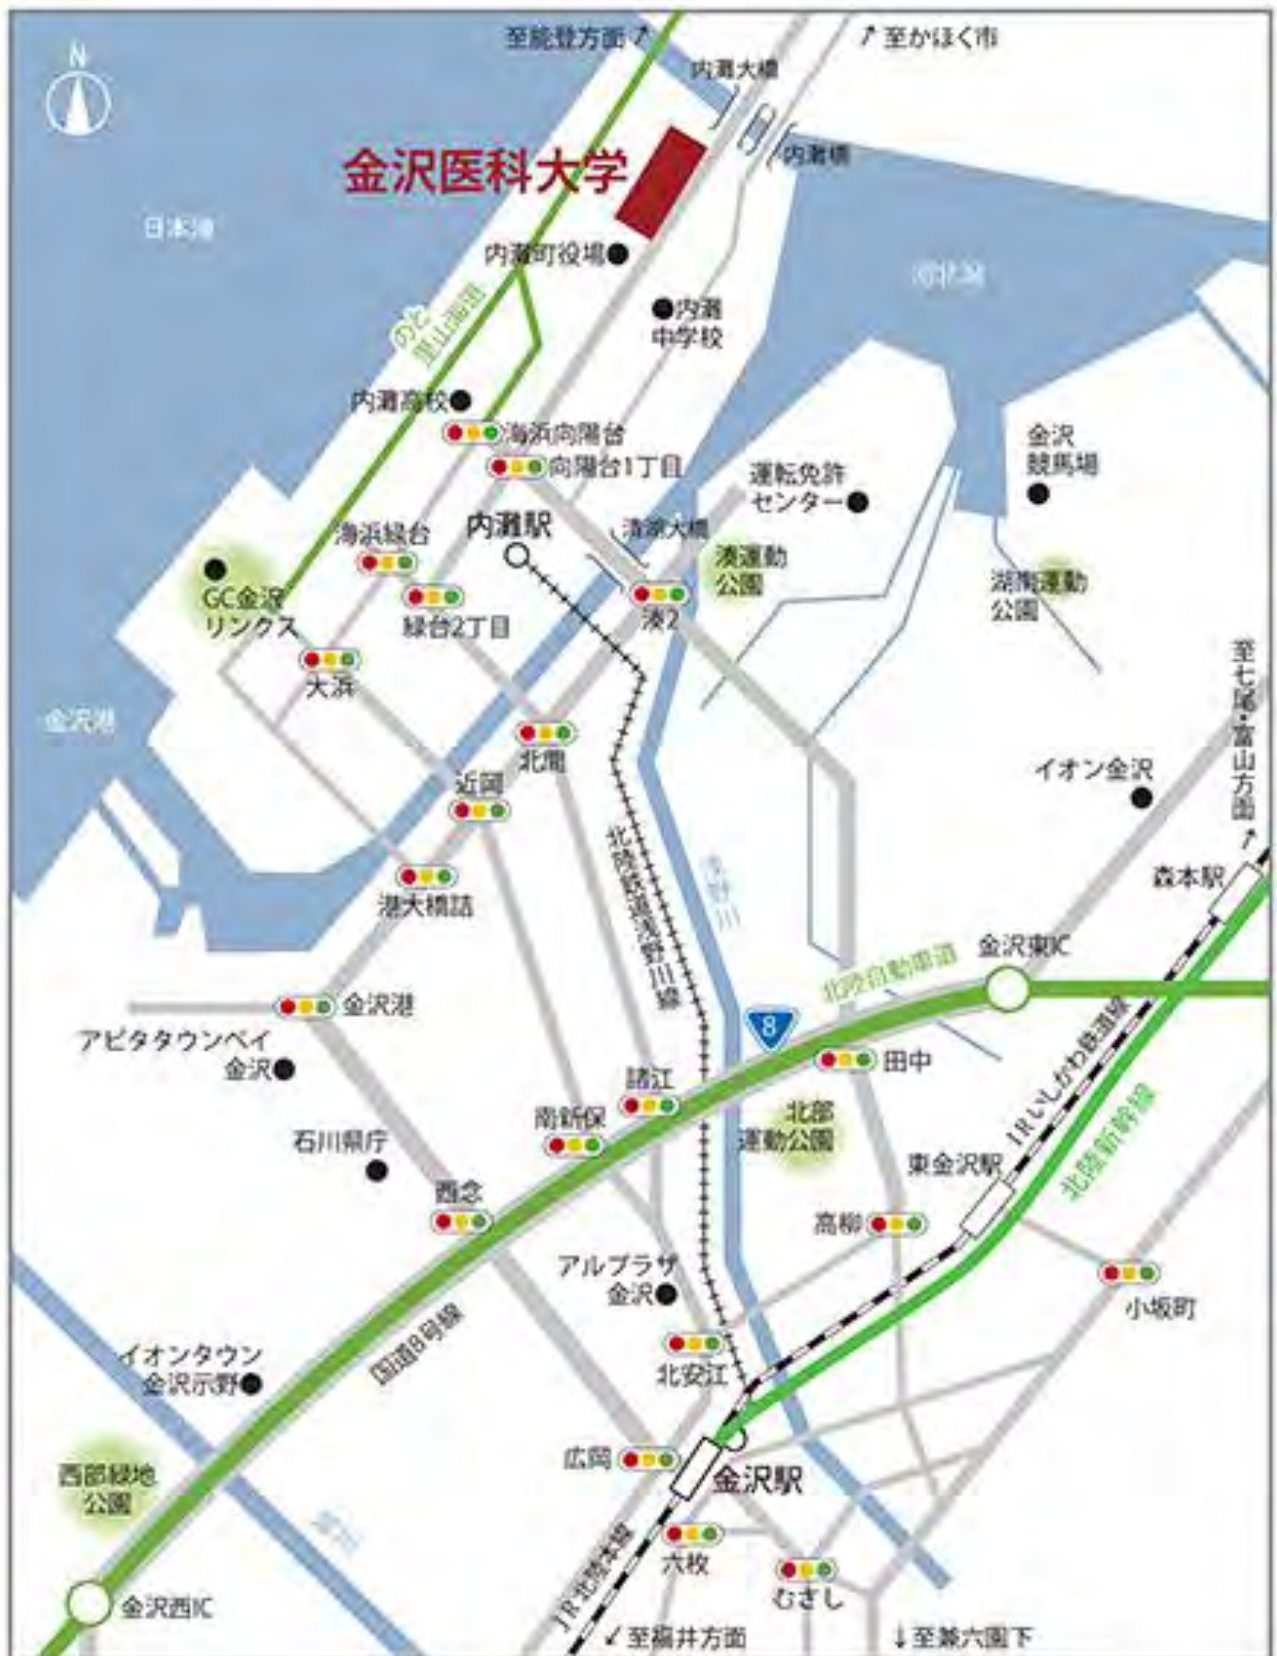 至能登方面↗
↗至かほく市
N
内灘大橋
内灘橋
金沢医科大学
日本海
内灘町役場
河北潟
のと
里山海道
内灘
中学校
内灘高校
海浜向陽台
向陽台1丁目
金沢
競馬場
運転免許
センター
内灘駅
清湖大橋
海浜緑台
湊運動
公園
湖南運動
公園
GC金沢
リンクス
緑台2丁目
湊2
至七尾・富山方面→
大浜
金沢港
北間
近岡
イオン金沢
北陸鉄道浅野川線
浅野川
森本駅
港大橋詰
金沢東IC
北陸自動車道
金沢港
8
アピタタウンベイ
金沢
田中
IRいしかわ鉄道線
諸江
南新保
北部
運動公園
石川県庁
北陸新幹線
東金沢駅
西念
高柳
アルプラザ
金沢
小坂町
国道8号線
イオンタウン
金沢示野
北安江
広岡
西部緑地
公園
金沢駅
犀川
六枚
JR北陸本線
むさし
金沢西IC
↙至福井方面
↓至兼六園下